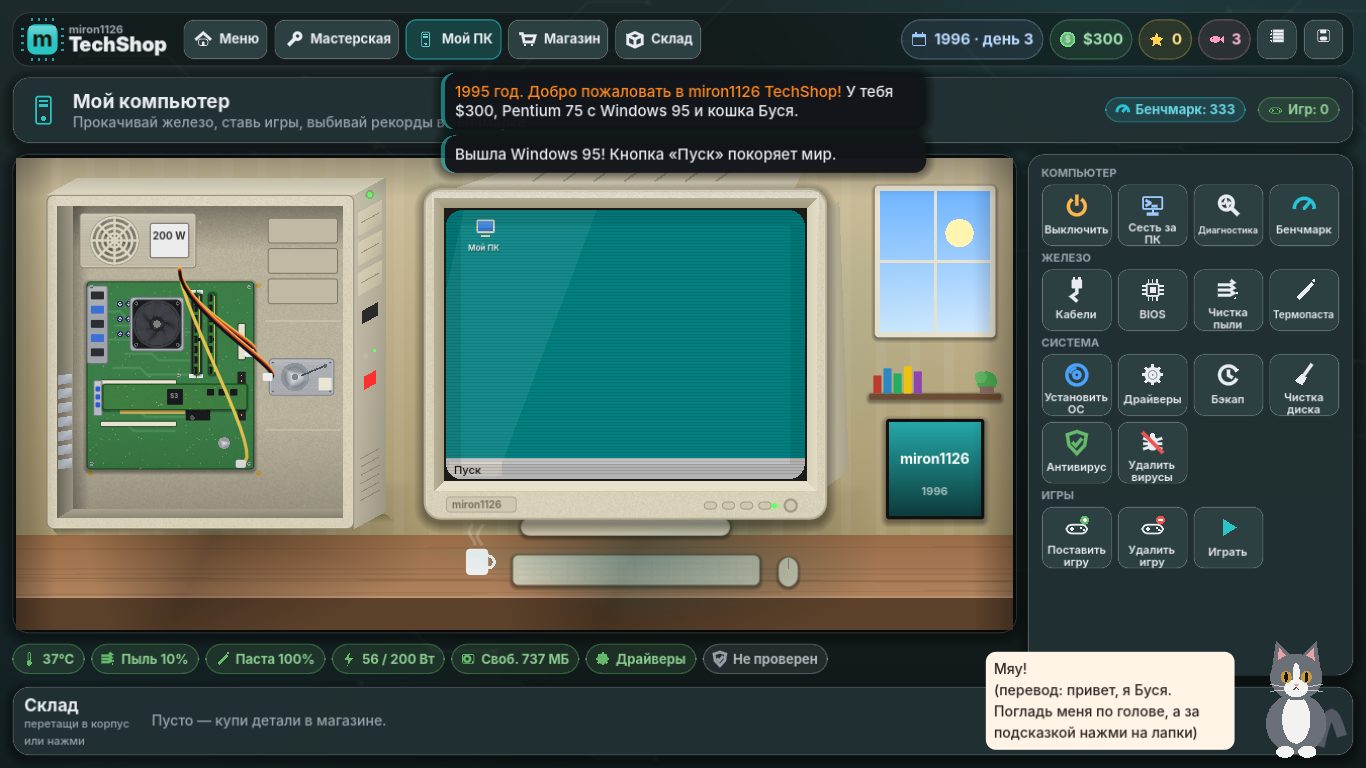 miron1126
TechShop
Меню
Мастерская
Мой ПК
Магазин
Склад
1996 · день 3
$300
0
3
Мой компьютер
Прокачивай железо, ставь игры, выбивай рекорды в
1995 год. Добро пожаловать в miron1126 TechShop! У тебя
$300, Pentium 75 с Windows 95 и кошка Буся.
Вышла Windows 95! Кнопка «Пуск» покоряет мир.
Бенчмарк: 333
Игр: 0
200 W
S3
Мой ПК
Пуск
miron1126
miron1126
1996
КОМПЬЮТЕР
Выключить
Сесть за
ПК
Диагностика
Бенчмарк
ЖЕЛЕЗО
Кабели
BIOS
Чистка
пыли
Термопаста
СИСТЕМА
Установить
ОС
Драйверы
Бэкап
Чистка
диска
Антивирус
Удалить
вирусы
ИГРЫ
Поставить
игру
Удалить
игру
Играть
37°C
Пыль 10%
Паста 100%
56 / 200 Вт
Своб. 737 МБ
Драйверы
Не проверен
Склад
перетащи в корпус
или нажми
Пусто — купи детали в магазине.
Мяу!
(перевод: привет, я Буся.
Погладь меня по голове, а за
подсказкой нажми на лапки)